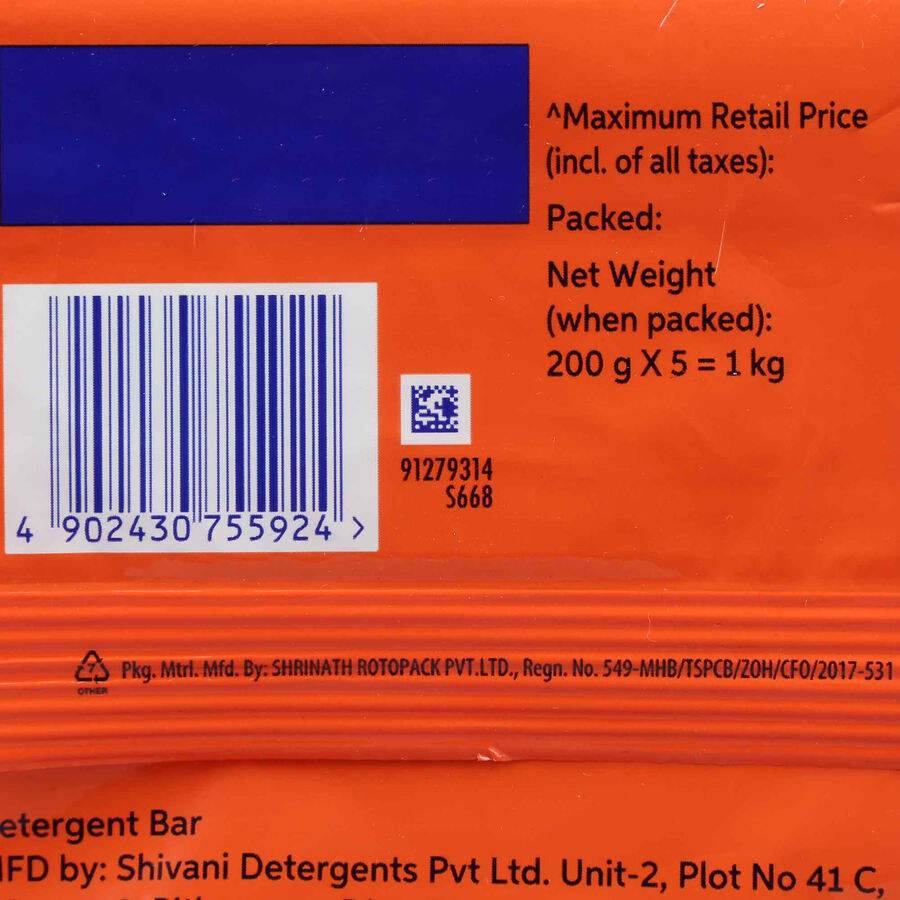 ^Maximum Retail Price
(incl. of all taxes):
Packed:
Net Weight
(when packed):
200 g X 5 = 1 kg
4 902430 755924 >
91279314
S668
7
OTHER
Pkg. Mtrl. Mfd. By: SHRINATH ROTOPACK PVT.LTD., Regn. No. 549-MHB/TSPCB/ZOH/CFO/2017-531
etergent Bar
MFD by: Shivani Detergents Pvt Ltd. Unit-2, Plot No 41 C,